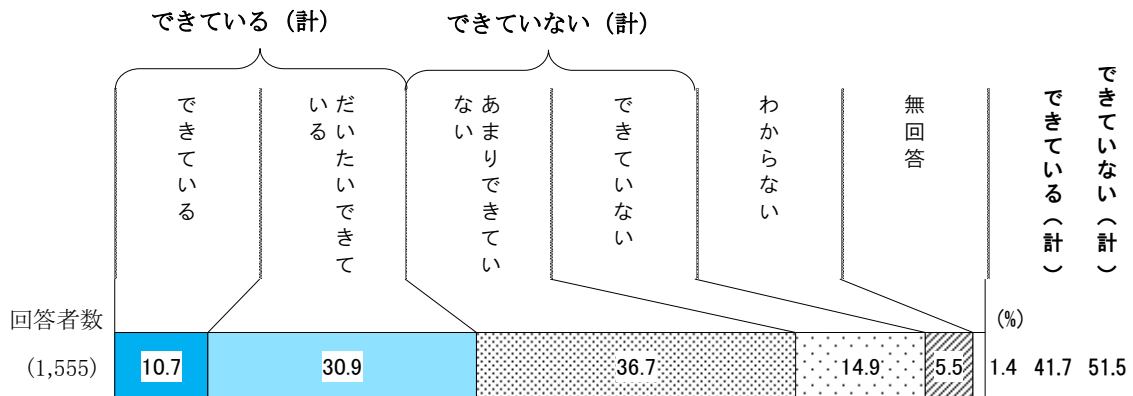 できている（計）
できていない（計）
できている
だいたいできて
いる
あまりできてい
ない
できていない
わからない
無回答
できている（計）
できていない（計）
回答者数
(%)
(1,555)
10.7
30.9
36.7
14.9
5.5
1.4
41.7
51.5